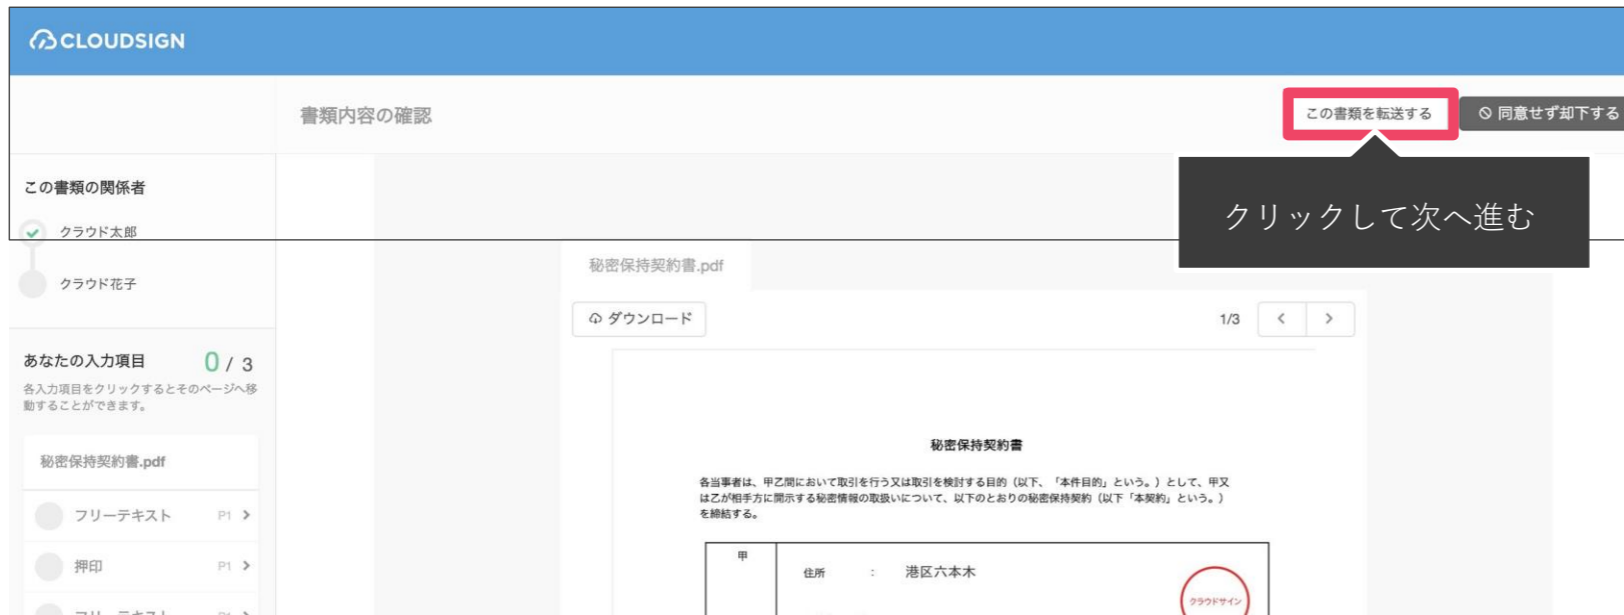 CLOUDSIGN
書類内容の確認
この書類を転送する
同意せず却下する
クリックして次へ進む
この書類の関係者
クラウド太郎
クラウド花子
秘密保持契約書.pdf
ダウンロード
1/3
あなたの入力項目 0 / 3
各入力項目をクリックするとそのページへ移
動することができます。
秘密保持契約書.pdf
フリーテキスト P1
押印 P1
フリーテキスト P1
秘密保持契約書
各当事者は、甲乙間において取引を行う又は取引を検討する目的(以下、「本件目的」という。)として、甲又
は乙が相手方に開示する秘密情報の取扱いについて、以下のとおりの秘密保持契約(以下「本契約」という。)
を締結する。
甲
住所 : 港区六本木
クラウドサイン